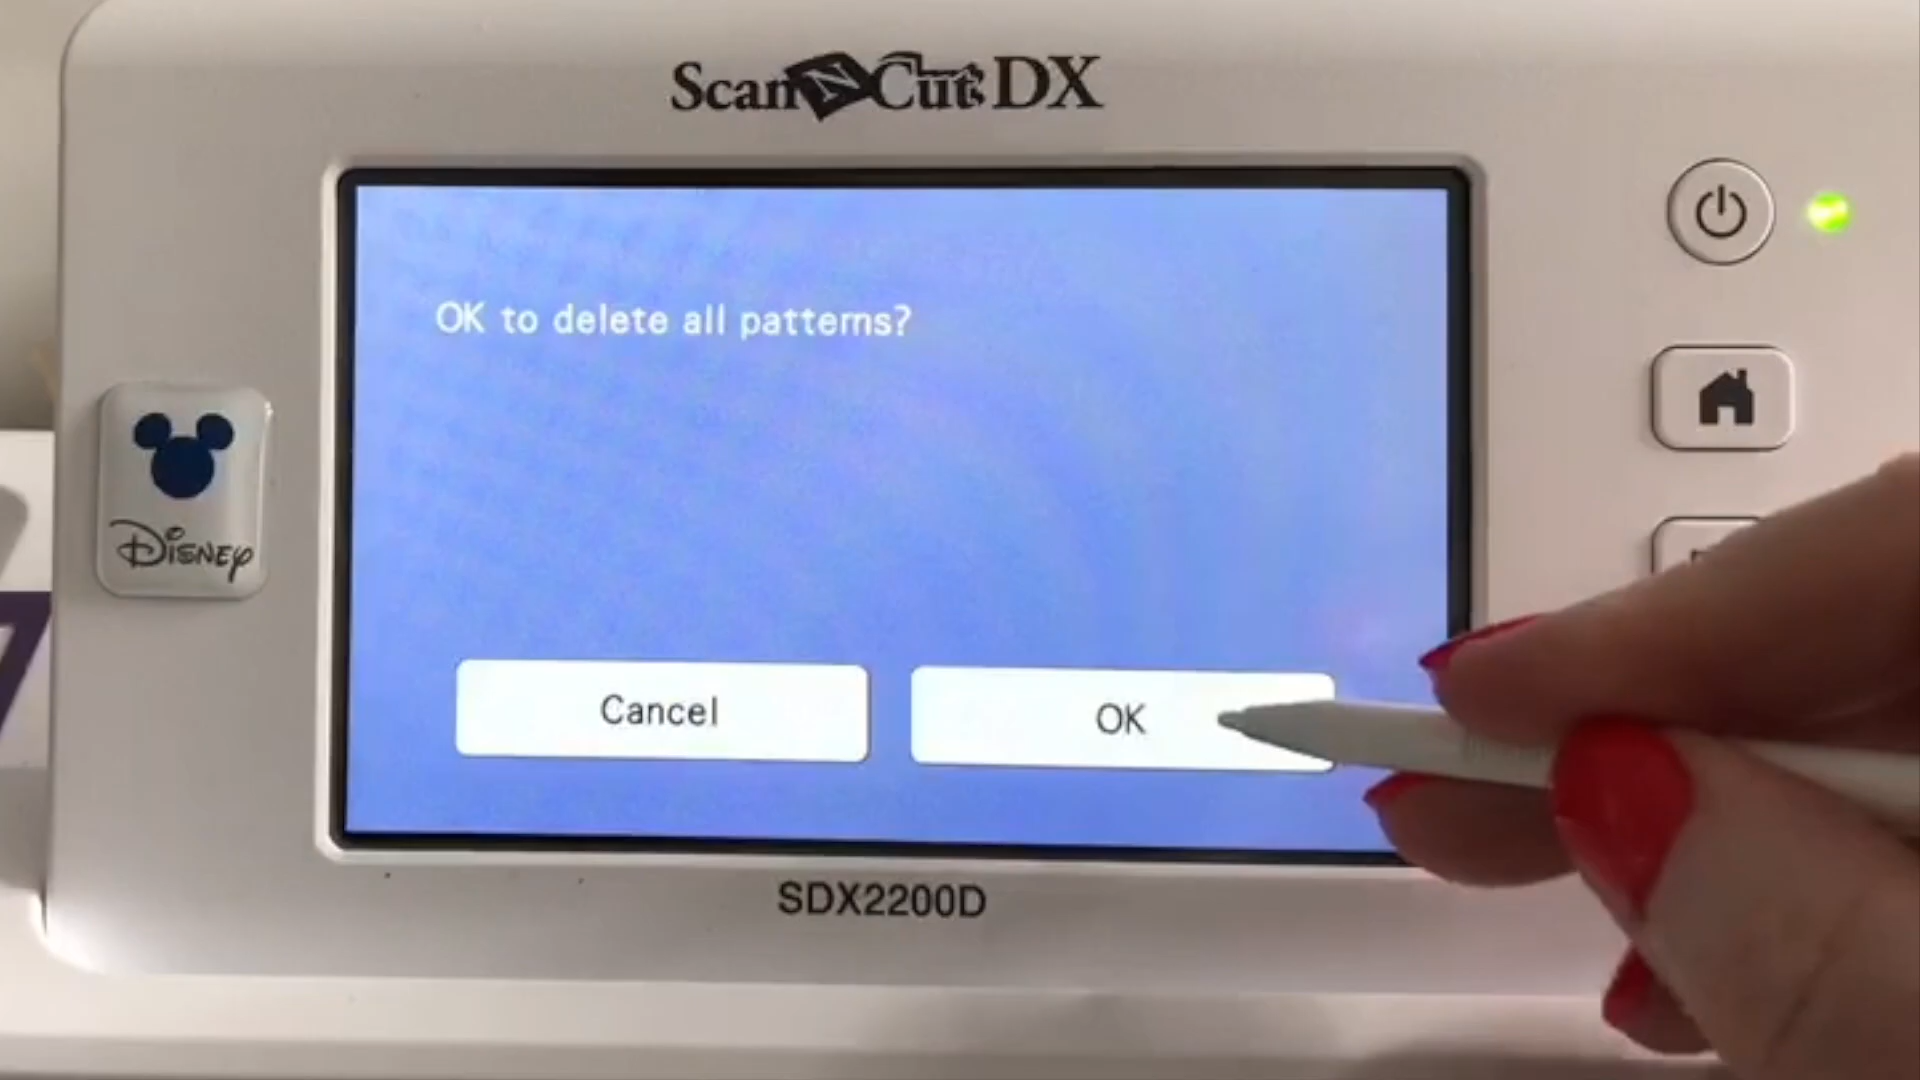 ScanNCut DX
OK to delete all patterns?
Disney
Cancel
OK
SDX2200D